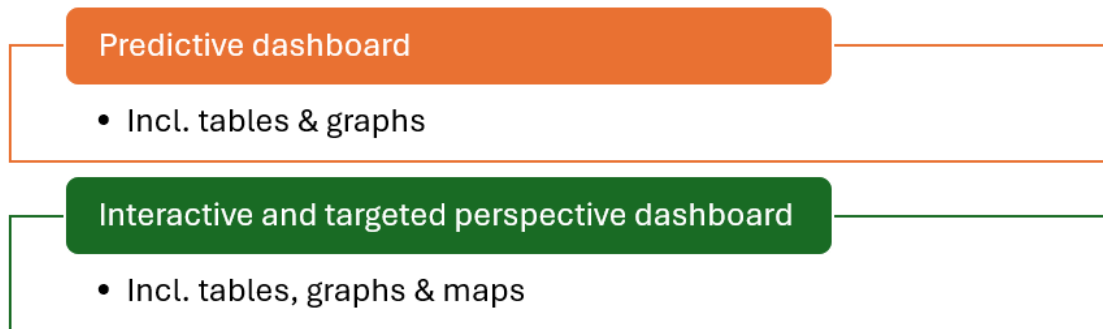 Predictive dashboard
• Incl. tables & graphs
Interactive and targeted perspective dashboard
• Incl. tables, graphs & maps